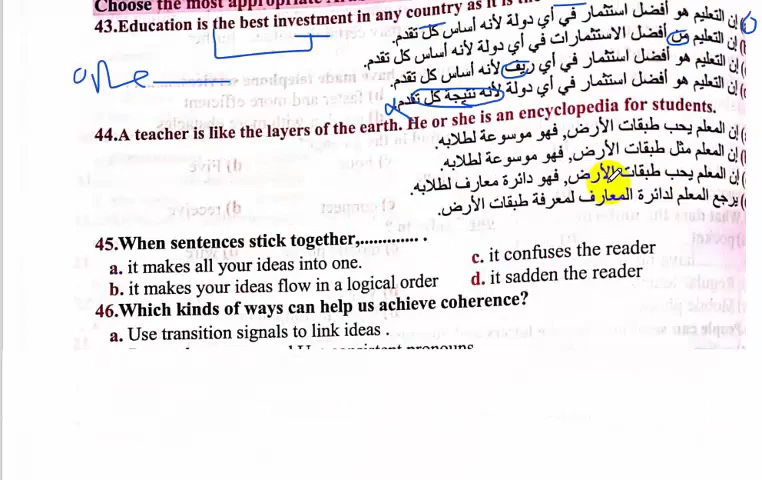 Choose the most appropriate
43.Education is the best investment in any country as it is
إن التعليم هو أفضل استثمار في أي دولة لأنه أساس كل تقدم.
إن التعليم من أفضل الاستثمارات في أي دولة لأنه أساس كل تقدم.
إن التعليم هو أفضل استثمار في أي ريف لأنه أساس كل تقدم.
إن التعليم هو أفضل استثمار في أي دولة لأنه نتيجة كل تقدم.
one
44.A teacher is like the layers of the earth. He or she is an encyclopedia for students.
إن المعلم يحب طبقات الأرض, فهو موسوعة لطلابه.
إن المعلم مثل طبقات الأرض, فهو موسوعة لطلابه.
إن المعلم يحب طبقات الأرض, فهو دائرة معارف لطلابه.
يرجع المعلم لدائرة المعارف لمعرفة طبقات الأرض.
45.When sentences stick together,............. .
a. it makes all your ideas into one.
c. it confuses the reader
b. it makes your ideas flow in a logical order
d. it sadden the reader
46.Which kinds of ways can help us achieve coherence?
a. Use transition signals to link ideas .